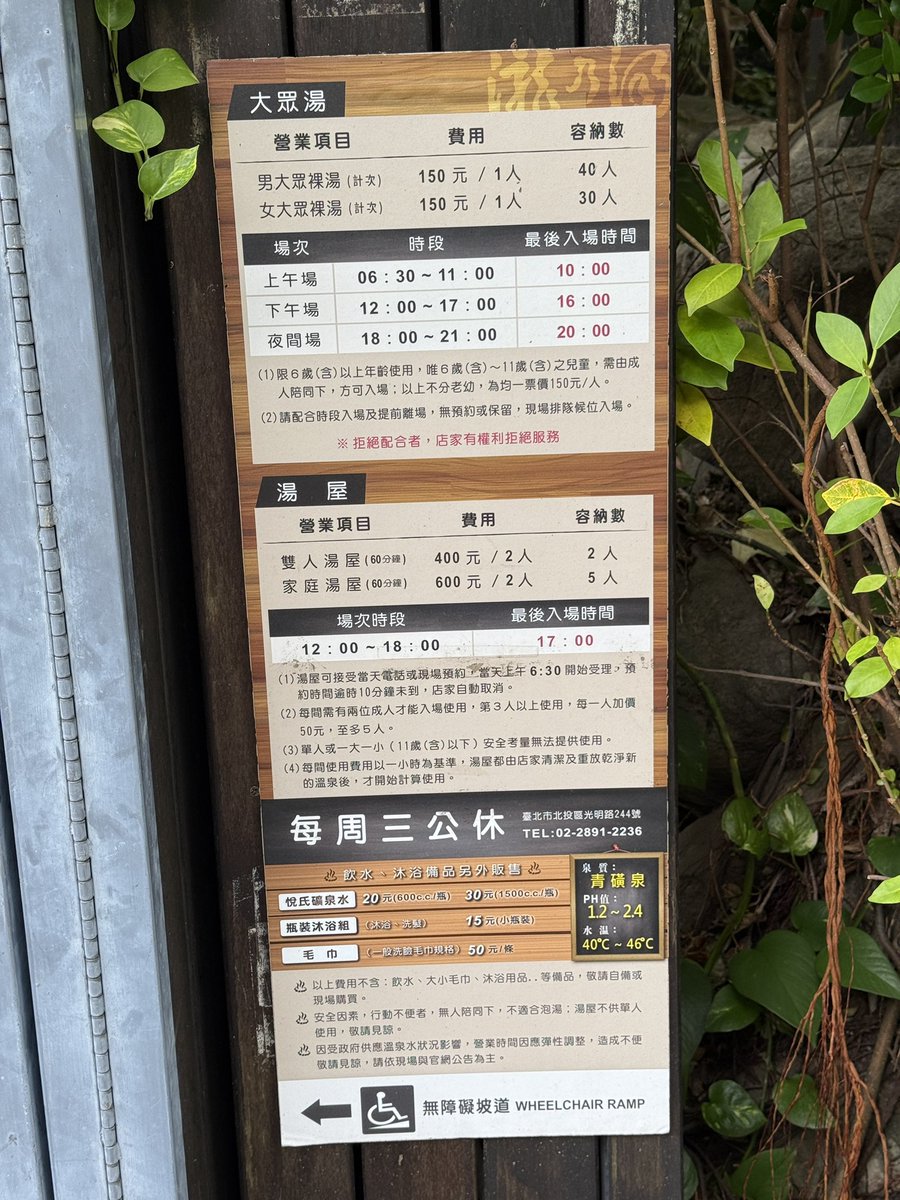 瀧乃湯
大眾湯
營業項目 費用 容納數
男大眾裸湯(計次) 150 元 / 1人 40 人
女大眾裸湯(計次) 150 元 / 1人 30 人
場次 時段 最後入場時間
上午場 06：30 ~ 11：00 10：00
下午場 12：00 ~ 17：00 16：00
夜間場 18：00 ~ 21：00 20：00
(1)限6歲(含)以上年齡使用，唯6歲(含)~11歲(含)之兒童，需由成
人陪同下，方可入場；以上不分老幼，為均一票價150元/人。
(2)請配合時段入場及提前離場，無預約或保留，現場排隊候位入場。
※ 拒絕配合者，店家有權利拒絕服務
湯 屋
營業項目 費用 容納數
雙人湯屋(60分鐘) 400 元 / 2人 2 人
家庭湯屋(60分鐘) 600 元 / 2人 5 人
場次時段 最後入場時間
12：00 ~ 18：00 17：00
(1)湯屋可接受當天電話或現場預約，當天上午6:30開始受理，預
約時間逾時10分鐘未到，店家自動取消。
(2)每間需有兩位成人才能入場使用，第3人以上使用，每一人加價
50元，至多5人。
(3)單人或一大一小（11歲(含)以下）安全考量無法提供使用。
(4)每間使用費用以一小時為基準，湯屋都由店家清潔及重放乾淨新
的溫泉後，才開始計算使用。
每周三公休
臺北市北投區光明路244號
TEL:02-2891-2236
飲水、沐浴備品另外販售
悅氏礦泉水 20元(600c.c./瓶) 30元(1500c.c./瓶)
瓶裝沐浴組 (沐浴、洗髮) 15元(小瓶裝)
毛巾 (一般洗臉毛巾規格) 50元/條
泉質：
青磺泉
PH值：
1.2 ~ 2.4
水溫：
40°C ~ 46°C
以上費用不含：飲水、大小毛巾、沐浴用品..等備品，敬請自備或
現場購買。
安全因素，行動不便者，無人陪同下，不適合泡湯；湯屋不供單人
使用，敬請見諒。
因受政府供應溫泉水狀況影響，營業時間因應彈性調整，造成不便
敬請見諒，請依現場與官網公告為主。
無障礙坡道 WHEELCHAIR RAMP